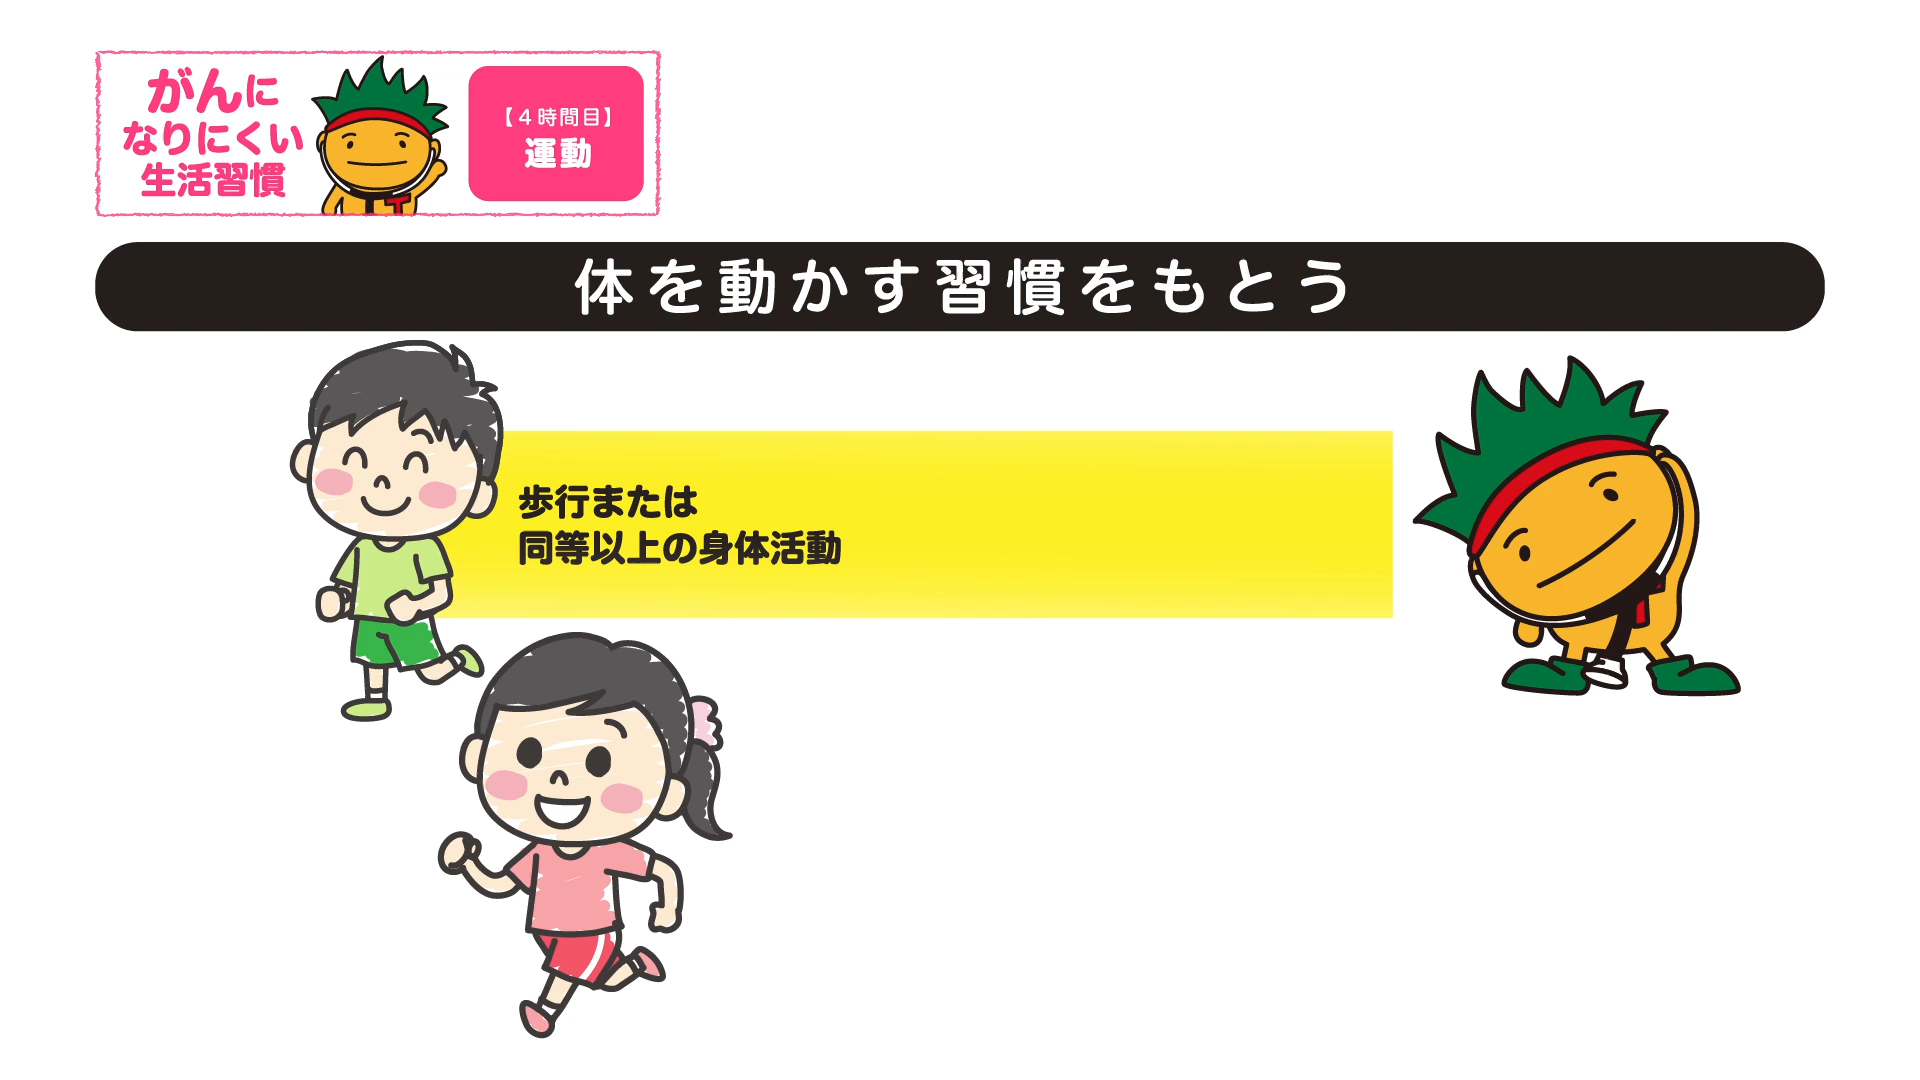 がんに
なりにくい
生活習慣
【４時間目】
運動
体を動かす習慣をもとう
歩行または
同等以上の身体活動